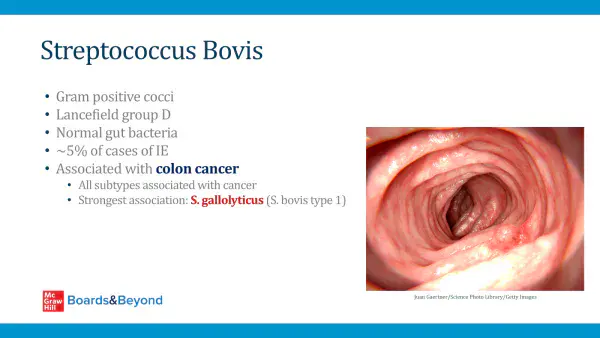 Streptococcus Bovis
• Gram positive cocci
• Lancefield group D
• Normal gut bacteria
• ~5% of cases of IE
• Associated with colon cancer
• All subtypes associated with cancer
• Strongest association: S. gallolyticus (S. bovis type 1)
Juan Gaertner/Science Photo Library/Getty Images
Mc
Graw
Hill
Boards&Beyond